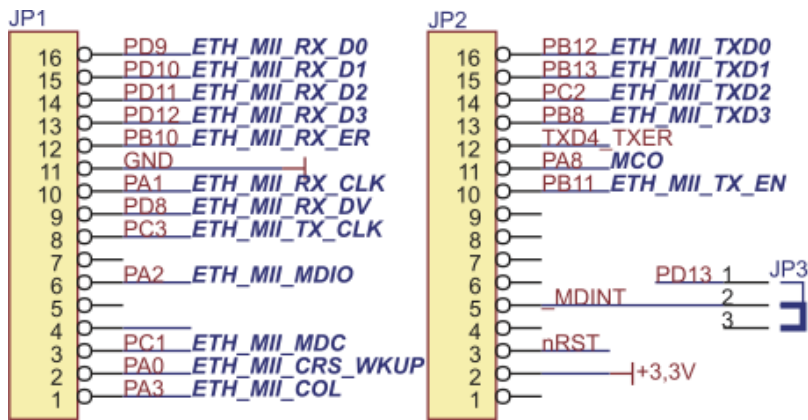 JP1
16 PD9 ETH_MII_RX_D0
15 PD10 ETH_MII_RX_D1
14 PD11 ETH_MII_RX_D2
13 PD12 ETH_MII_RX_D3
12 PB10 ETH_MII_RX_ER
11 GND
10 PA1 ETH_MII_RX_CLK
9 PD8 ETH_MII_RX_DV
8 PC3 ETH_MII_TX_CLK
7
6 PA2 ETH_MII_MDIO
5
4
3 PC1 ETH_MII_MDC
2 PA0 ETH_MII_CRS_WKUP
1 PA3 ETH_MII_COL
JP2
16 PB12 ETH_MII_TXD0
15 PB13 ETH_MII_TXD1
14 PC2 ETH_MII_TXD2
13 PB8 ETH_MII_TXD3
12 TXD4_TXER
11 PA8 MCO
10 PB11 ETH_MII_TX_EN
9
8
7
6
5 _MDINT
4
3 nRST
2 +3,3V
1
JP3
PD13 1
2
3